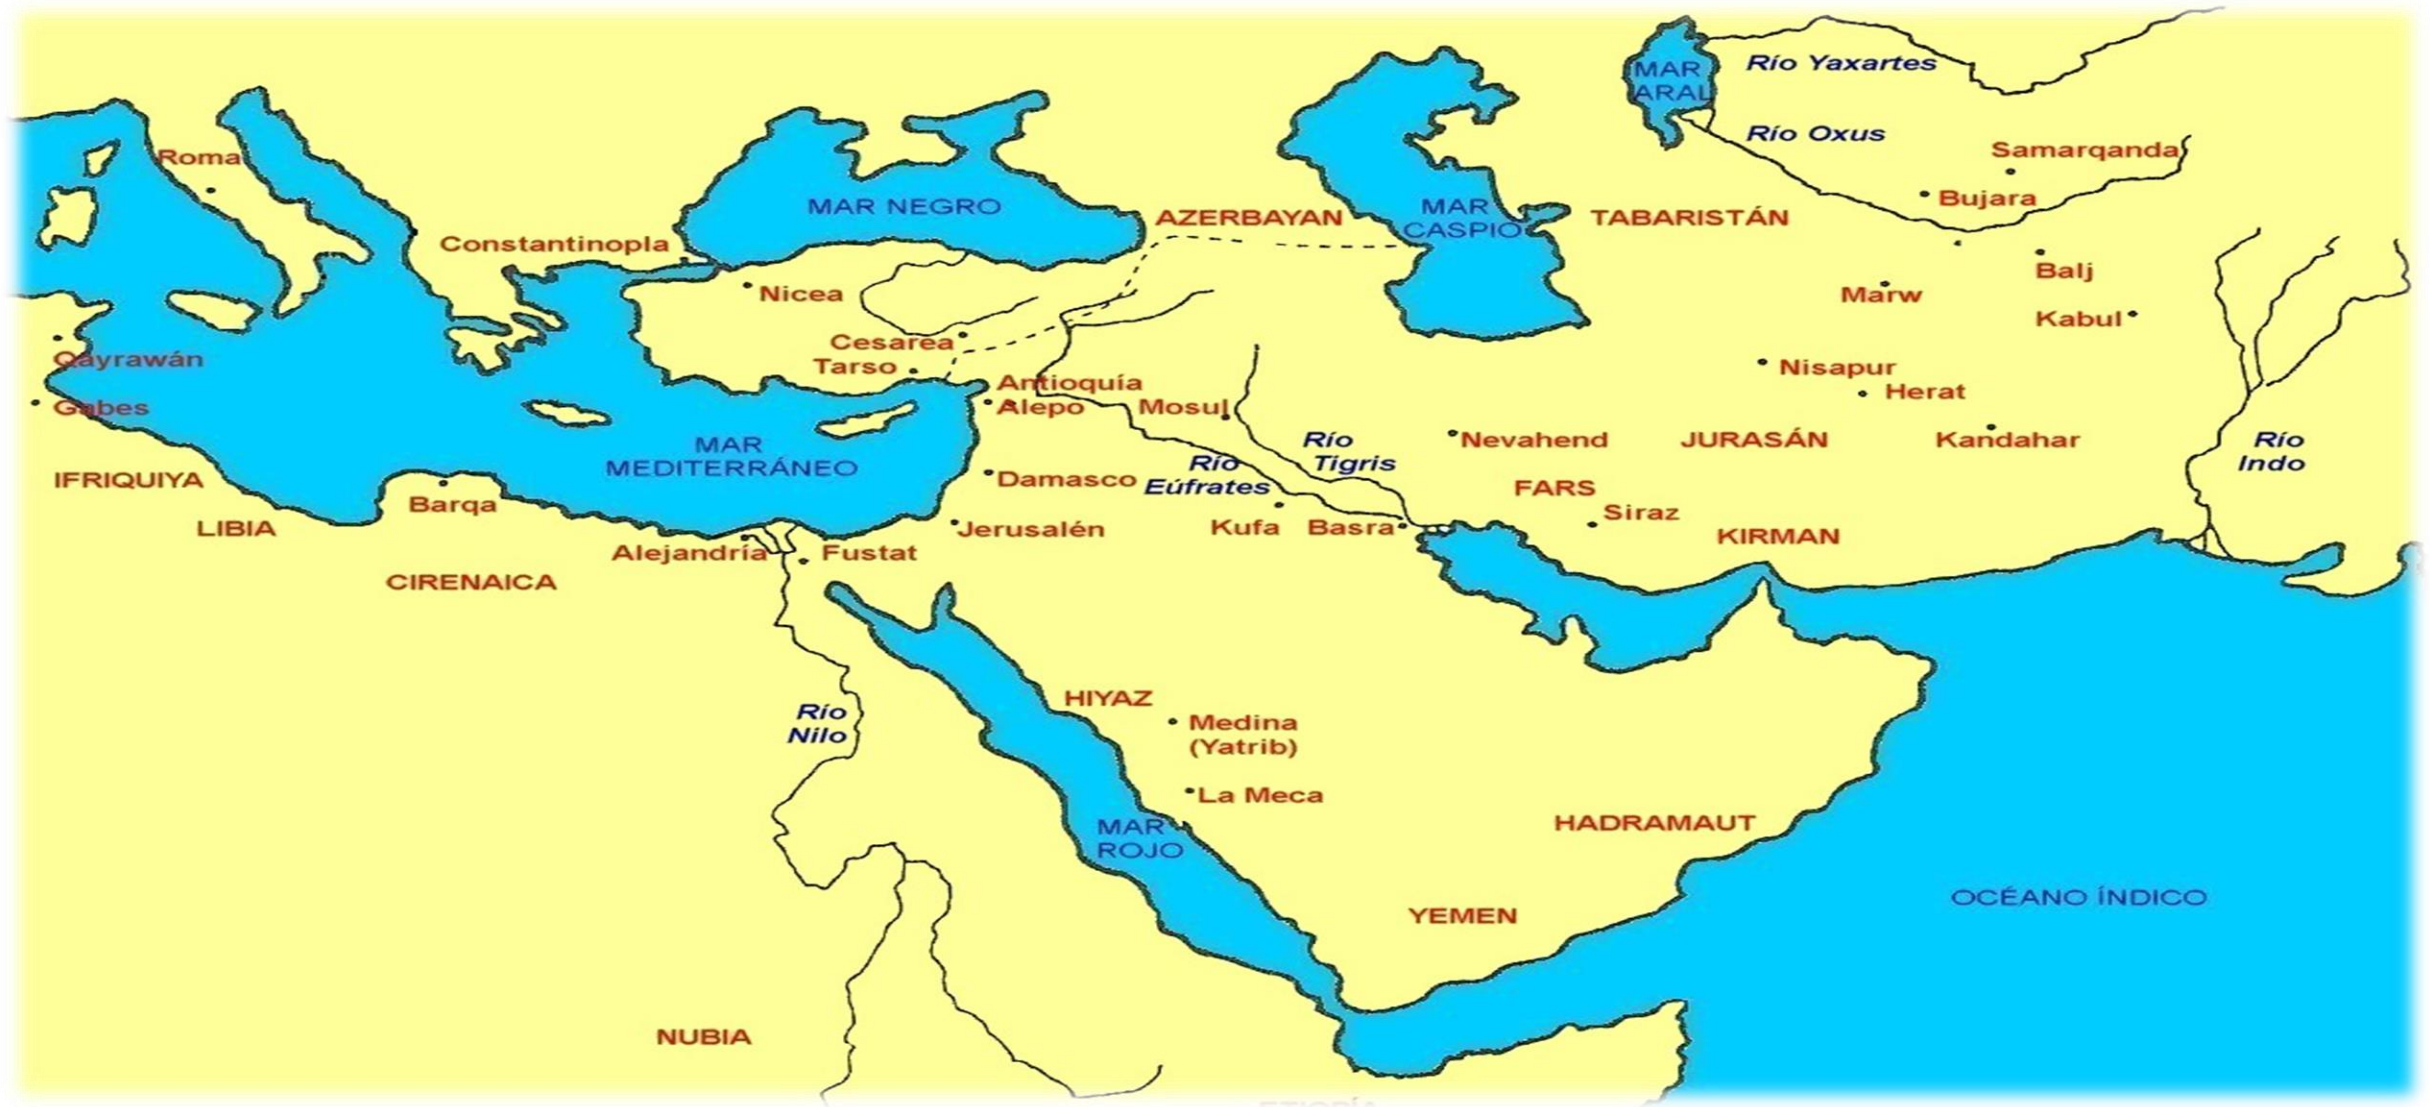 MAR
ARAL
Río Yaxartes
Río Oxus
Roma
Samarqanda
Bujara
MAR NEGRO
AZERBAYAN
MAR
CASPIO
TABARISTÁN
Constantinopla
Balj
Nicea
Marw
Kabul
Cesarea
Qayrawán
Tarso
Nisapur
Antioquía
Herat
Gabes
Alepo
Mosul
MAR
MEDITERRÁNEO
Río
Tigris
Nevahend
JURASÁN
Kandahar
Río
Indo
Río
Eúfrates
IFRIQUIYA
Damasco
FARS
Barqa
Siraz
LIBIA
Jerusalén
Kufa
Basra
KIRMAN
Alejandría
Fustat
CIRENAICA
HIYAZ
Río
Nilo
Medina
(Yatrib)
La Meca
MAR
ROJO
HADRAMAUT
OCÉANO ÍNDICO
YEMEN
NUBIA